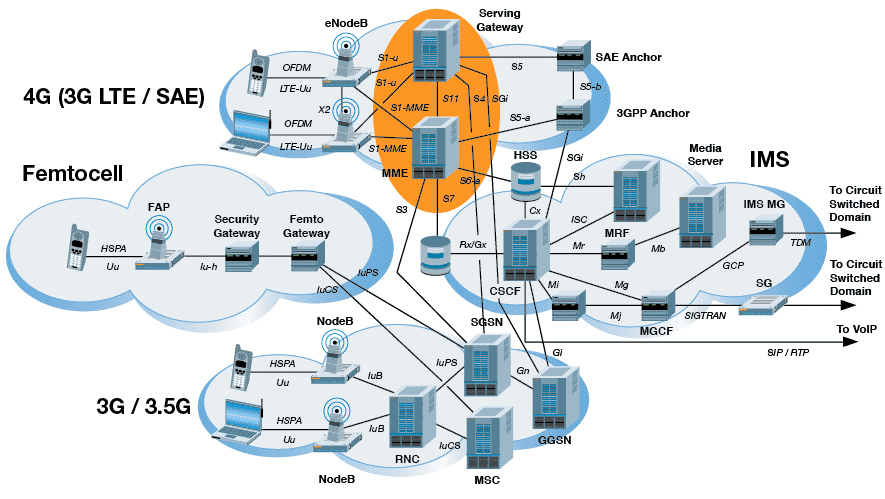 eNodeB
Serving
Gateway
SAE Anchor
OFDM
LTE-Uu
S1-u
S1-u
S5
S5-b
4G (3G LTE / SAE)
X2
S1-MME
S11
S4
SGi
3GPP Anchor
OFDM
LTE-Uu
S1-MME
S5-a
MME
S6-a
S7
S3
HSS
SGi
Sh
Media
Server
IMS
Femtocell
FAP
Security
Gateway
Femto
Gateway
HSPA
Uu
Iu-h
IuPS
IuCS
Rx/Gx
Cx
ISC
MRF
Mr
Mb
IMS MG
TDM
To Circuit
Switched
Domain
CSCF
Mi
Mg
GCP
SG
Mj
MGCF
SIGTRAN
To Circuit
Switched
Domain
To VoIP
SIP / RTP
3G / 3.5G
NodeB
HSPA
Uu
IuB
SGSN
IuPS
Gn
Gi
HSPA
Uu
IuB
NodeB
RNC
IuCS
MSC
GGSN